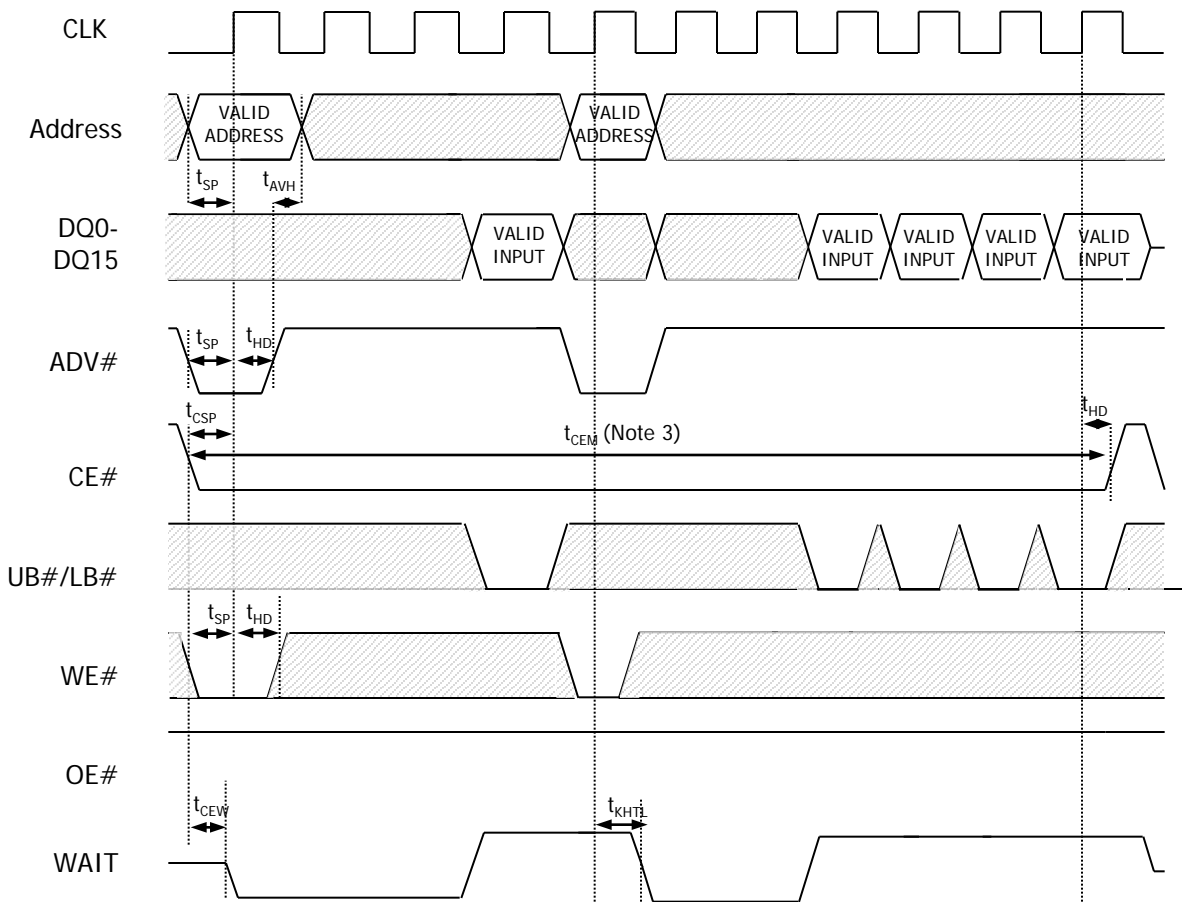 CLK
Address
VALID
ADDRESS
VALID
ADDRESS
tSP
tAVH
DQ0-
DQ15
VALID
INPUT
VALID
INPUT
VALID
INPUT
VALID
INPUT
VALID
INPUT
ADV#
tSP
tHD
tCSP
tCEM (Note 3)
tHD
CE#
UB#/LB#
tSP
tHD
WE#
OE#
tCEW
tKHTL
WAIT